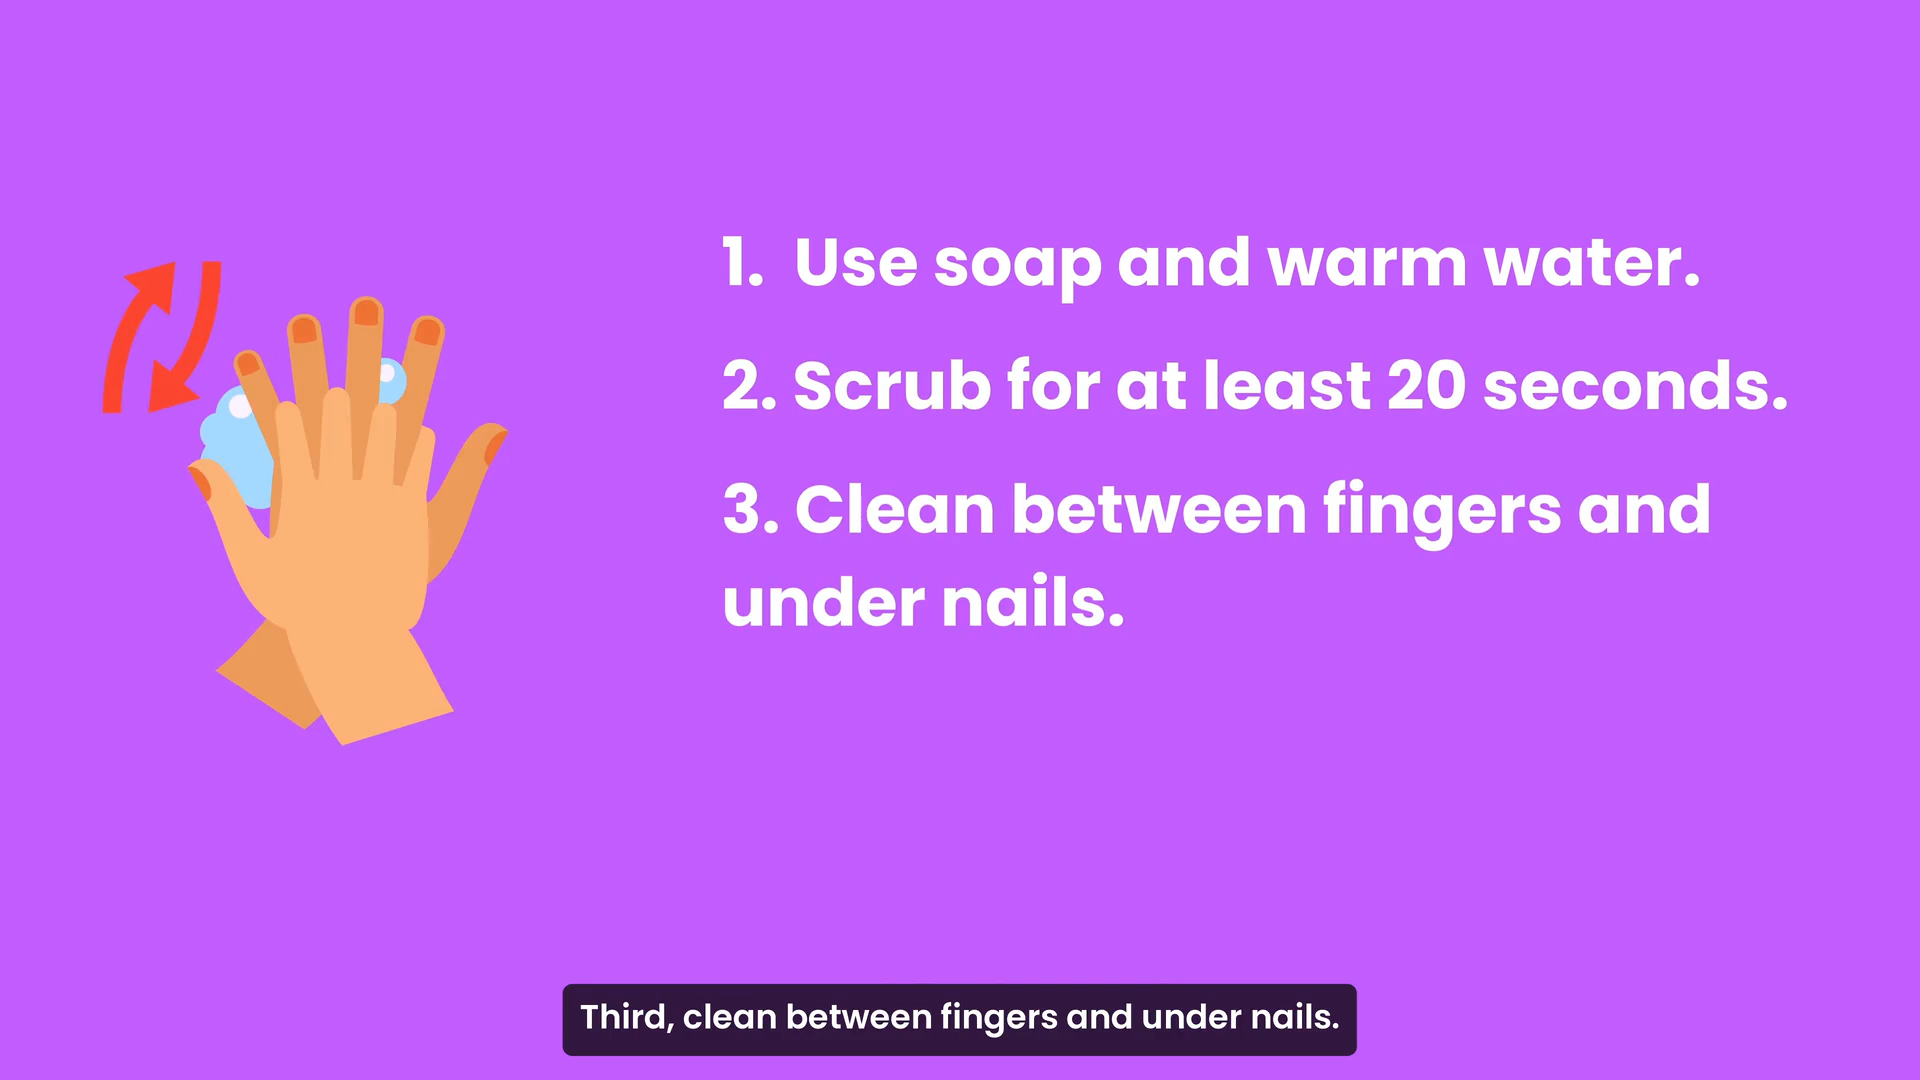 1. Use soap and warm water.
2. Scrub for at least 20 seconds.
3. Clean between fingers and
under nails.
Third, clean between fingers and under nails.